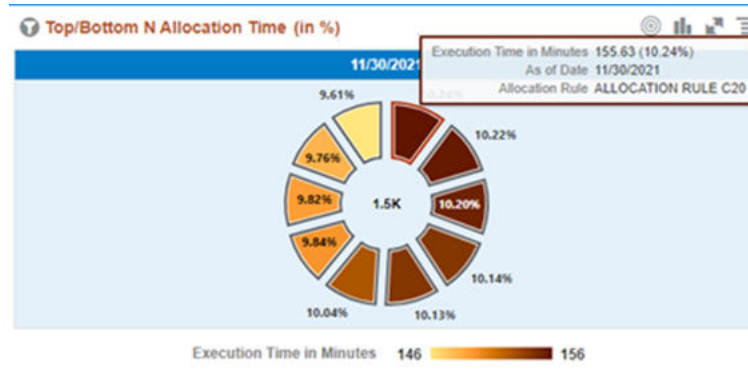 Top/Bottom N Allocation Time (in %)
11/30/2021
Execution Time in Minutes 155.63 (10.24%)
As of Date 11/30/2021
Allocation Rule ALLOCATION RULE C20
9.61%
10.22%
9.76%
9.82%
1.5K
10.20%
9.84%
10.14%
10.04%
10.13%
Execution Time in Minutes 146 156